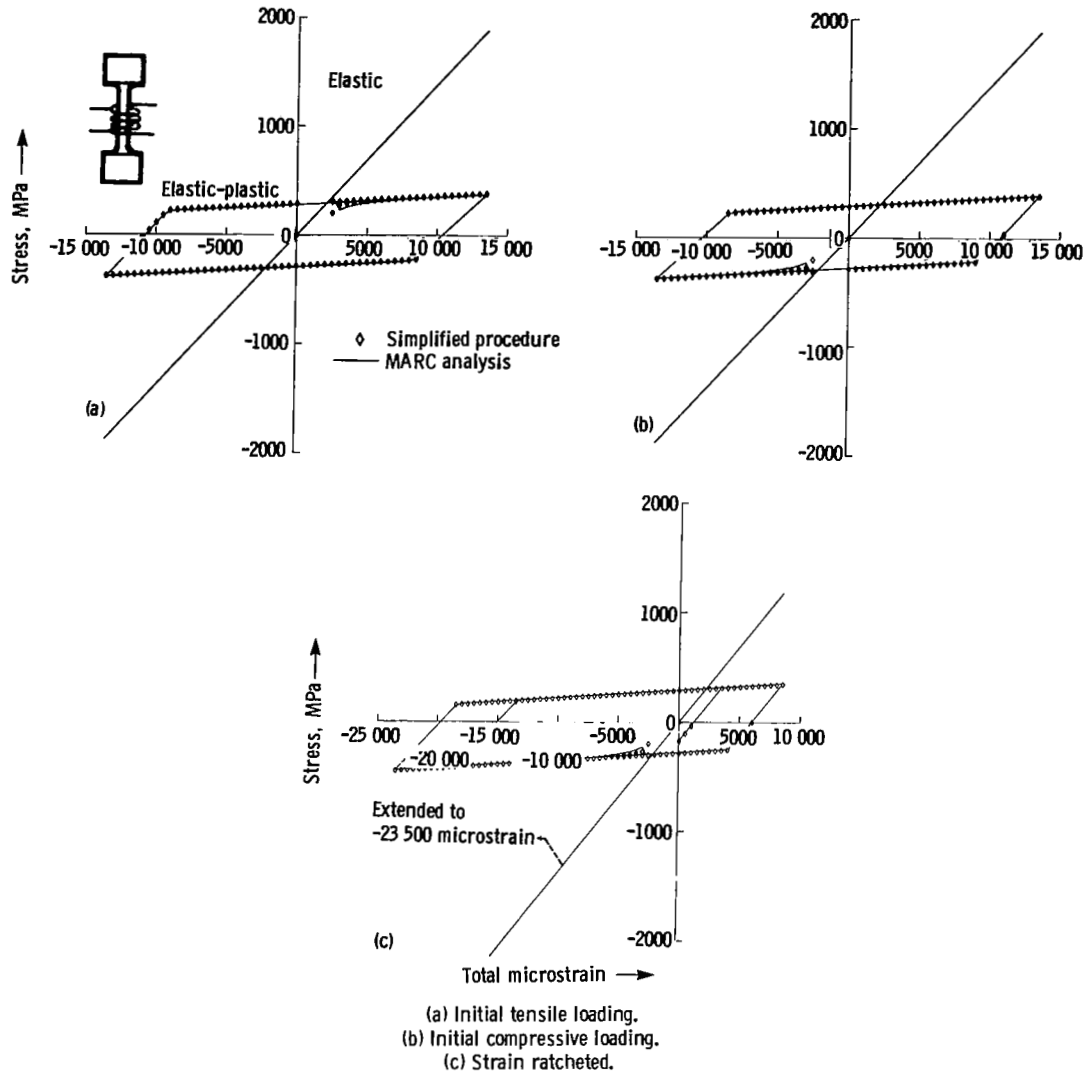 2000
Elastic
1000
Elastic-plastic
0
-15 000 -10 000 -5000 5000 10 000 15 000
Stress, MPa
-1000
◊ Simplified procedure
— MARC analysis
(a)
-2000
2000
1000
0
-15 000 -10 000 -5000 5000 10 000 15 000
-1000
(b)
-2000
2000
1000
0
-25 000 -20 000 -15 000 -10 000 -5000 5000 10 000
Stress, MPa
Extended to
-23 500 microstrain
-1000
(c)
-2000
Total microstrain
(a) Initial tensile loading.
(b) Initial compressive loading.
(c) Strain ratcheted.